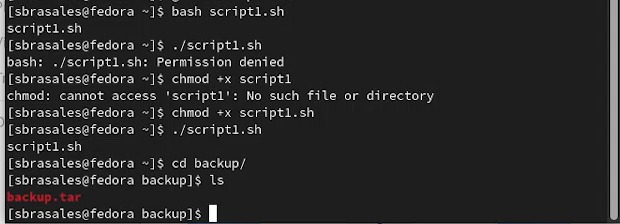 [sbrasales@fedora ~]$ bash script1.sh
script1.sh
[sbrasales@fedora ~]$ ./script1.sh
bash: ./script1.sh: Permission denied
[sbrasales@fedora ~]$ chmod +x script1
chmod: cannot access 'script1': No such file or directory
[sbrasales@fedora ~]$ chmod +x script1.sh
[sbrasales@fedora ~]$ ./script1.sh
script1.sh
[sbrasales@fedora ~]$ cd backup/
[sbrasales@fedora backup]$ ls
backup.tar
[sbrasales@fedora backup]$